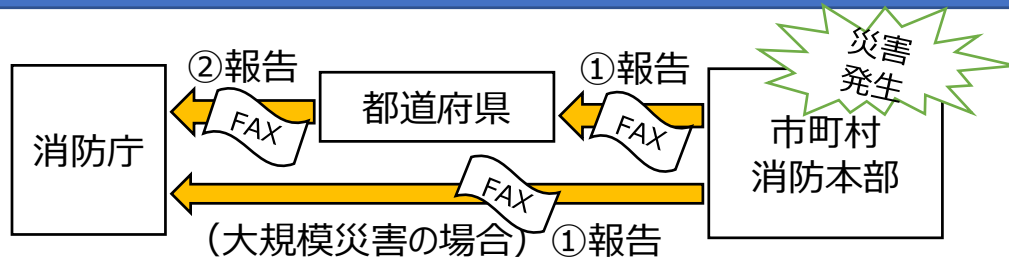 災害
発生
②報告
①報告
FAX
FAX
都道府県
消防庁
市町村
消防本部
FAX
（大規模災害の場合）①報告